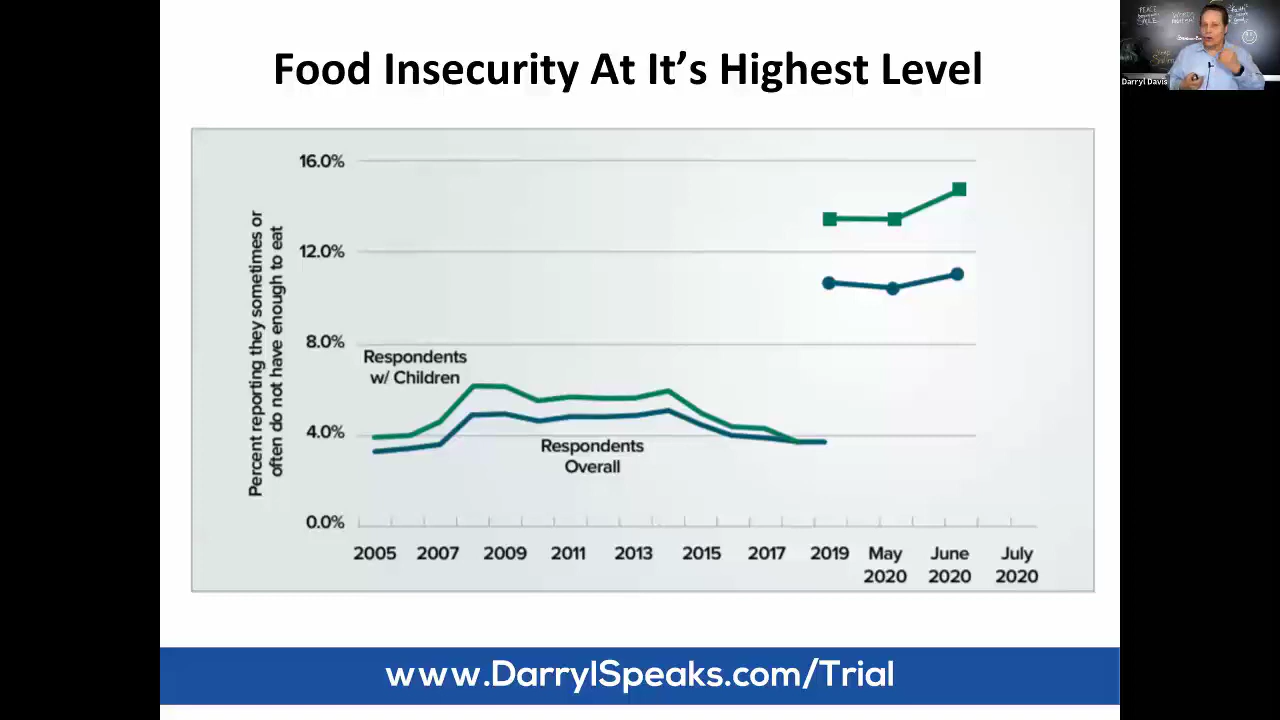 Food Insecurity At It’s Highest Level
Percent reporting they sometimes or
often do not have enough to eat
16.0%
12.0%
8.0%
4.0%
0.0%
Respondents
w/ Children
Respondents
Overall
2005 2007 2009 2011 2013 2015 2017 2019 May June July
2020 2020 2020
www.DarrylSpeaks.com/Trial
Darryl Davis